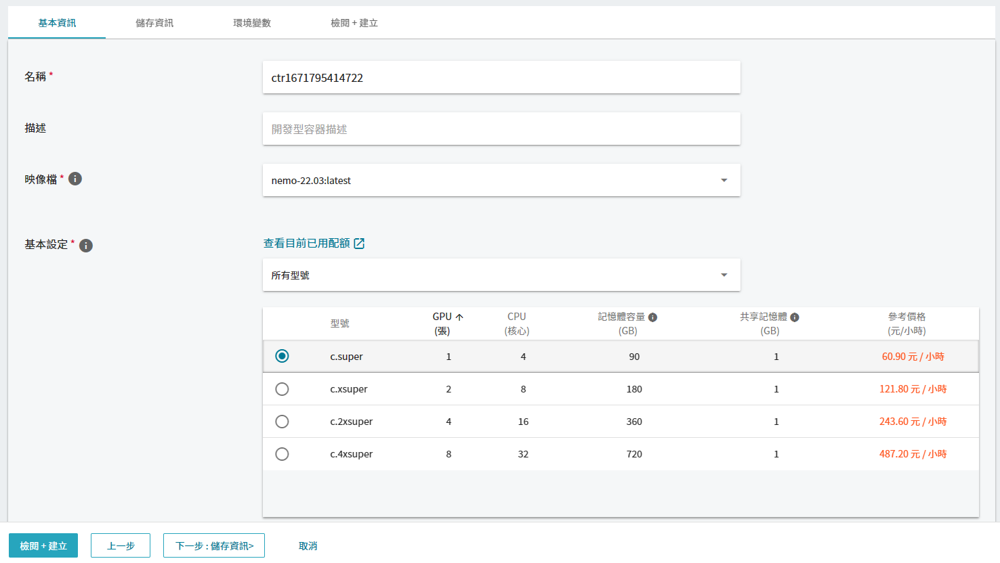 基本資訊 儲存資訊 環境變數 檢閱 + 建立
名稱 * ctr1671795414722
描述 開發型容器描述
映像檔 * nemo-22.03:latest
基本設定 * 查看目前已用配額
所有型號
型號 GPU (張) CPU (核心) 記憶體容量 (GB) 共享記憶體 (GB) 參考價格 (元/小時)
c.super 1 4 90 1 60.90 元 / 小時
c.xsuper 2 8 180 1 121.80 元 / 小時
c.2xsuper 4 16 360 1 243.60 元 / 小時
c.4xsuper 8 32 720 1 487.20 元 / 小時
檢閱 + 建立 上一步 下一步 : 儲存資訊> 取消